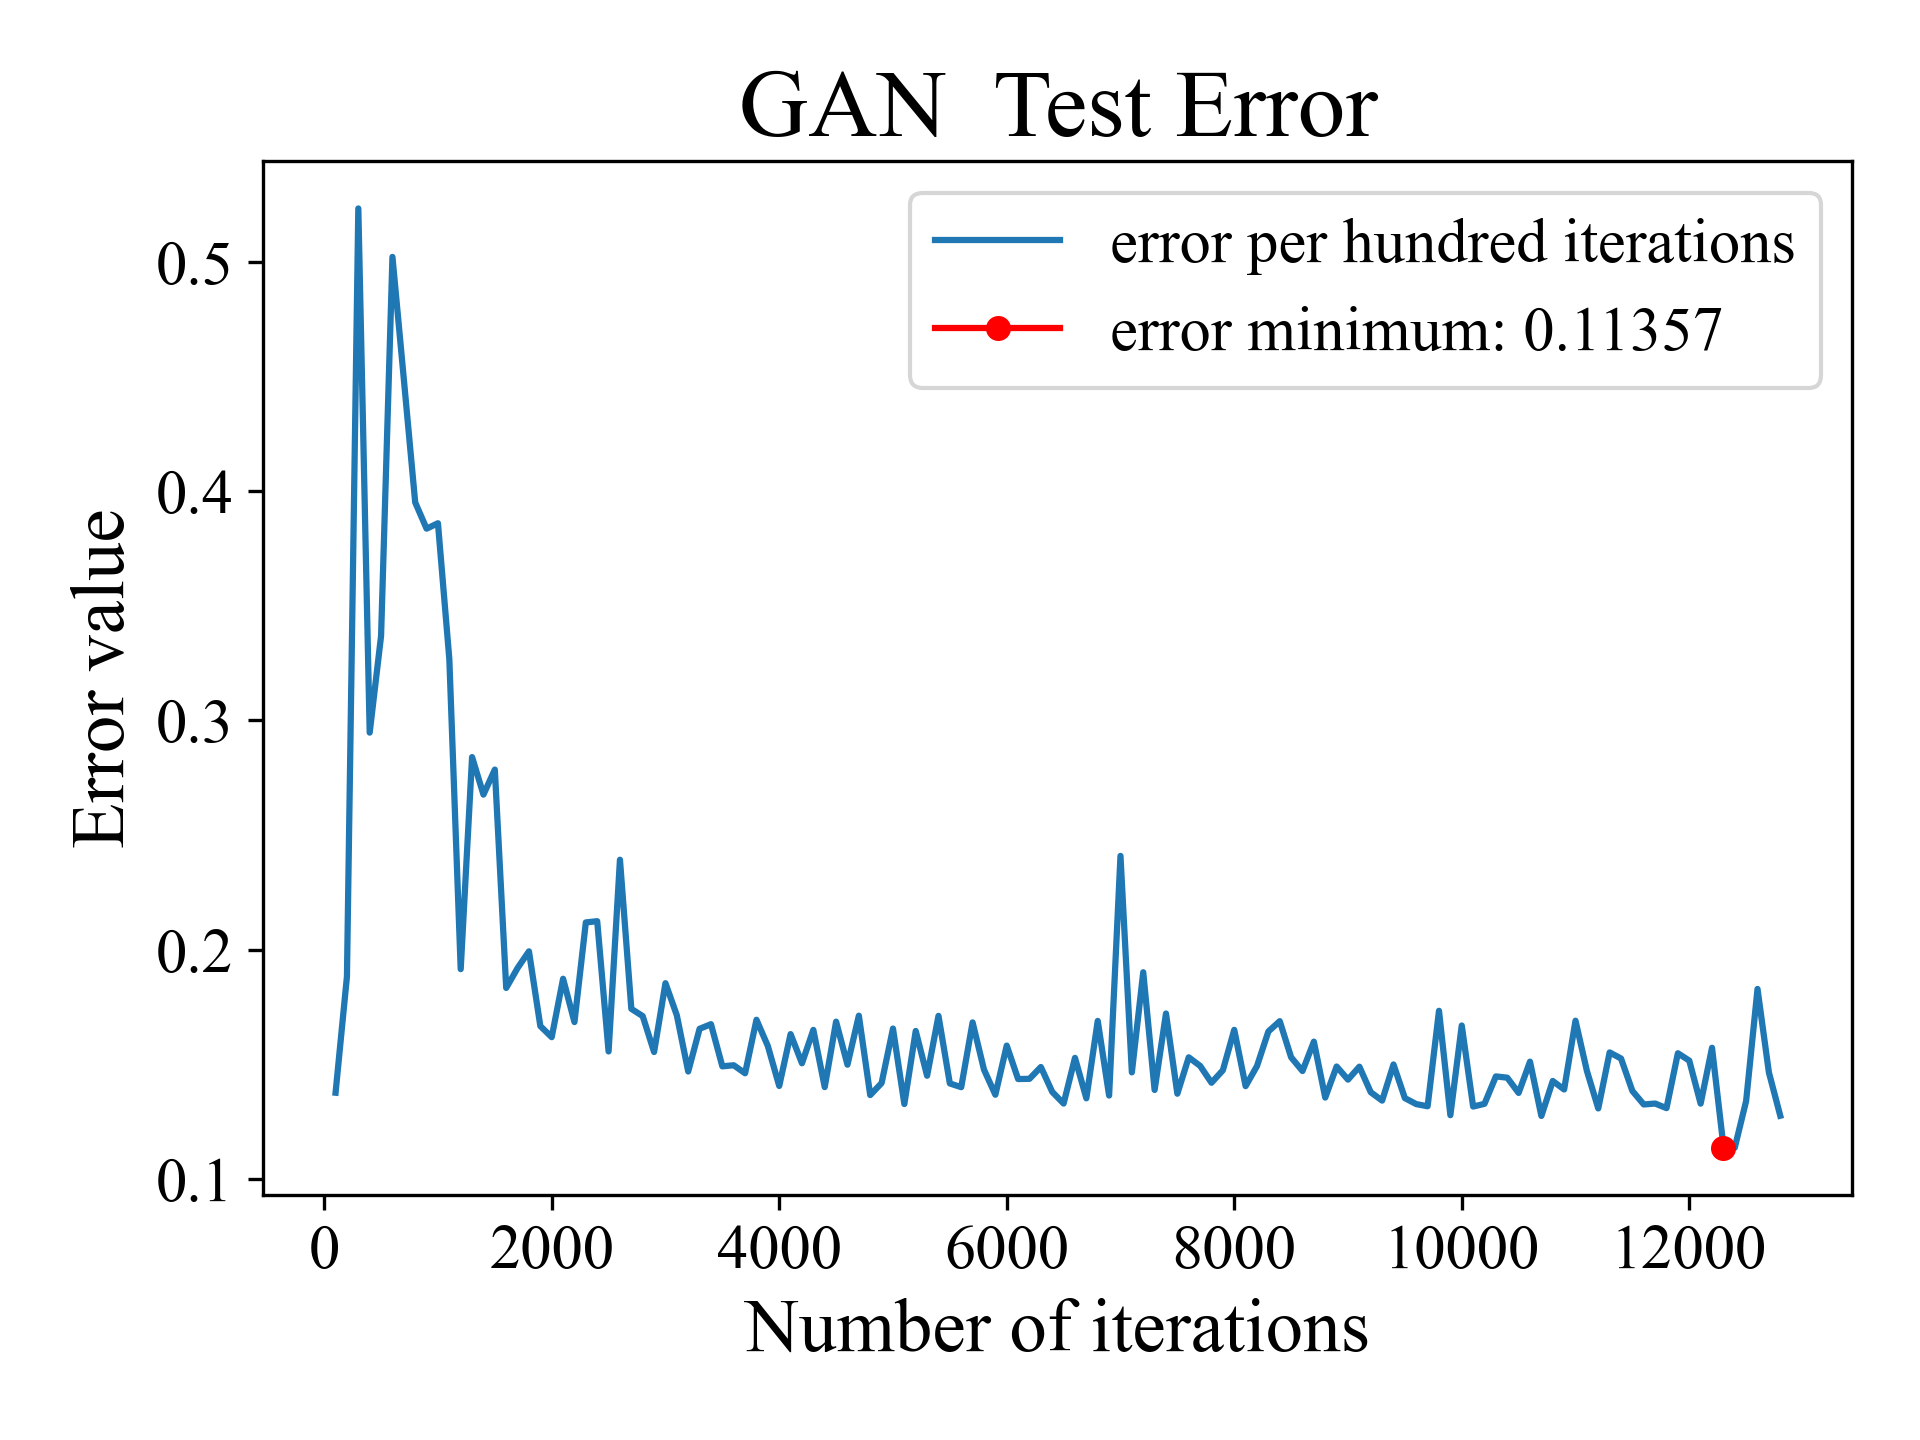 GAN  Test Error
error per hundred iterations
error minimum: 0.11357
Error value
0.5
0.4
0.3
0.2
0.1
0 2000 4000 6000 8000 10000 12000
Number of iterations